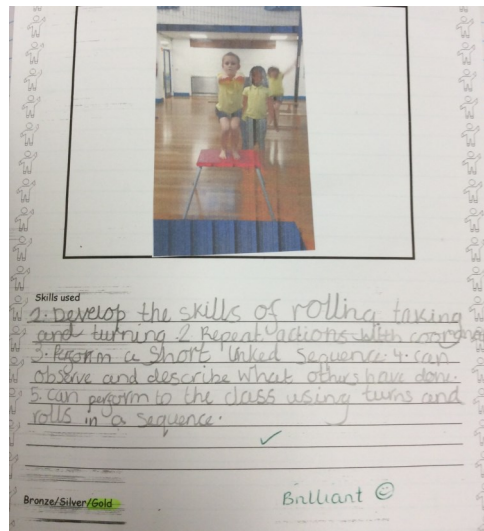 Skills used
1. Develop the skills of rolling taking
and turning 2 Repeat actions with
3. Perform a short linked sequence. 4. can
observe and describe what others have done.
5. can perform to the class using turns and
rolls in a sequence.
Brilliant
Bronze/Silver/Gold